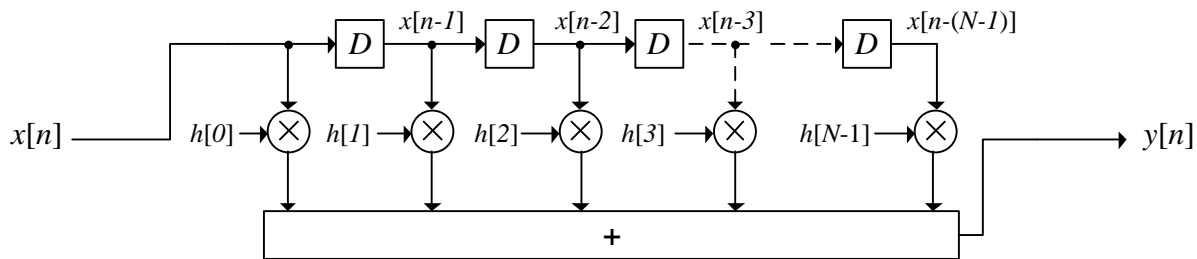 x[n-1] x[n-2] x[n-3] x[n-(N-1)]
D D D D
x[n] h[0] h[1] h[2] h[3] h[N-1] y[n]
+